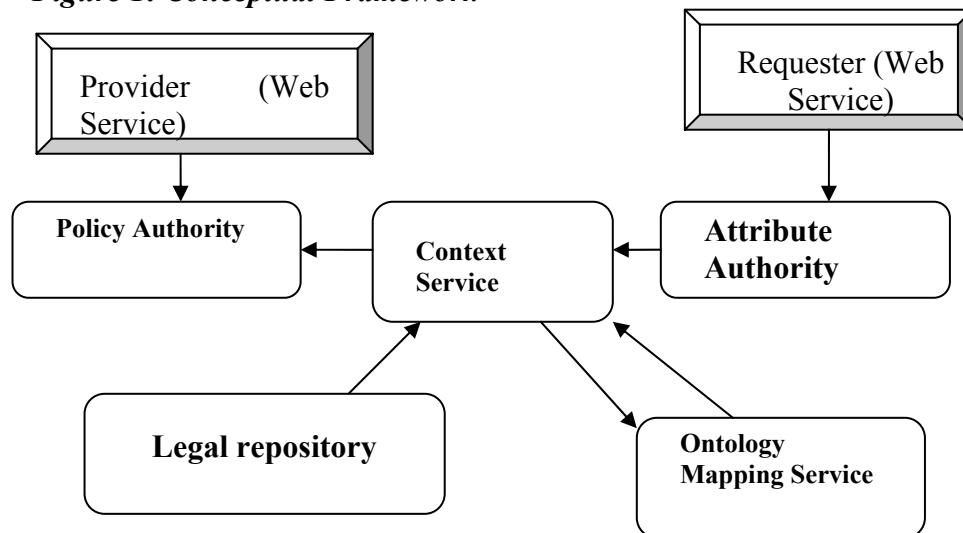 Figure 1: Conceptual Framework
Provider (Web
Service)
Requester (Web
Service)
Policy Authority
Context
Service
Attribute
Authority
Legal repository
Ontology
Mapping Service